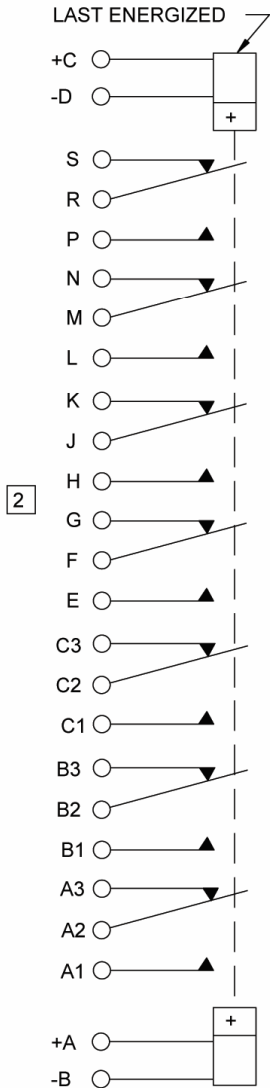 LAST ENERGIZED
+C
-D
+
S
R
P
N
M
L
K
J
H
2
G
F
E
C3
C2
C1
B3
B2
B1
A3
A2
A1
+
+A
-B